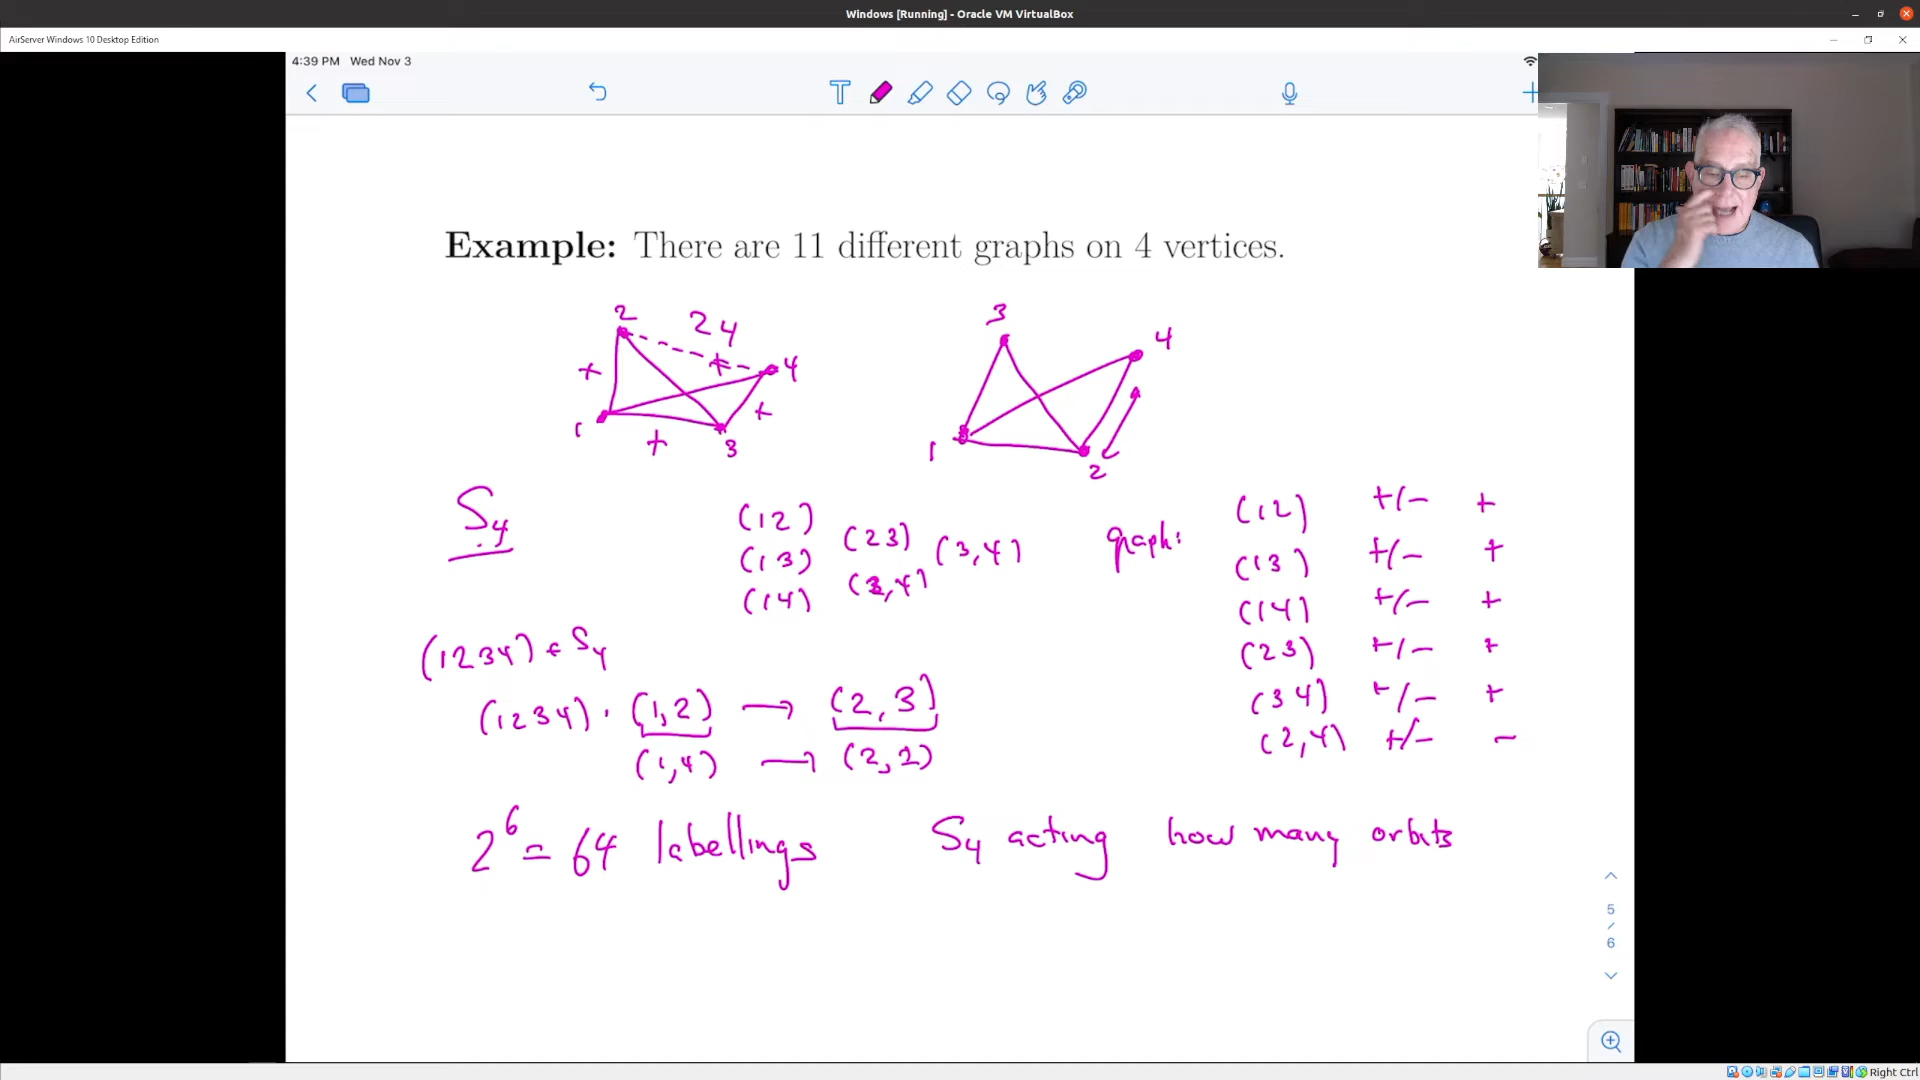 Windows [Running] - Oracle VM VirtualBox
AirServer Windows 10 Desktop Edition
4:39 PM Wed Nov 3
Example: There are 11 different graphs on 4 vertices.
2 24 + 4
+ 1 + 3 +
3 4
1 2
S4
(12) (23) (3,4)
(13) (3,4)
(14)
graph:
(12) +/- +
(13) +/- +
(14) +/- +
(23) +/- +
(34) +/- +
(2,4) +/- -
(1234) ∈ S4
(1234) · (1,2) → (2,3)
(1,4) → (2,2)
2^6 = 64 labellings
S4 acting how many orbits
5
/
6
Right Ctrl